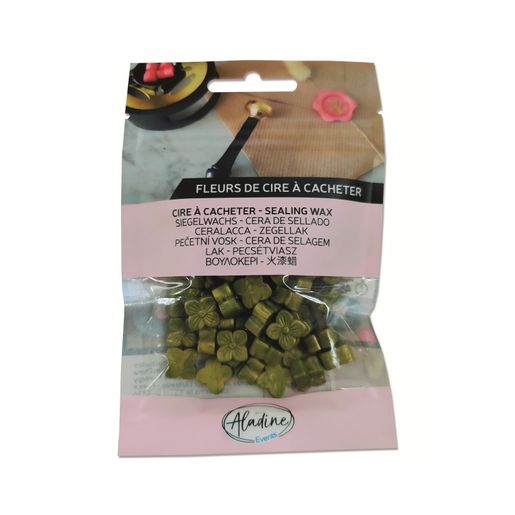 FLEURS DE CIRE À CACHETER
CIRE À CACHETER - SEALING WAX
SIEGELWACHS - CERA DE SELLADO
CERALACCA - ZEGELLAK
PEČETNÍ VOSK - CERA DE SELAGEM
LAK - PECSÉTVIASZ
ΒΟΥΛΟΚΕΡΙ - 火漆蜡
Aladine
Events